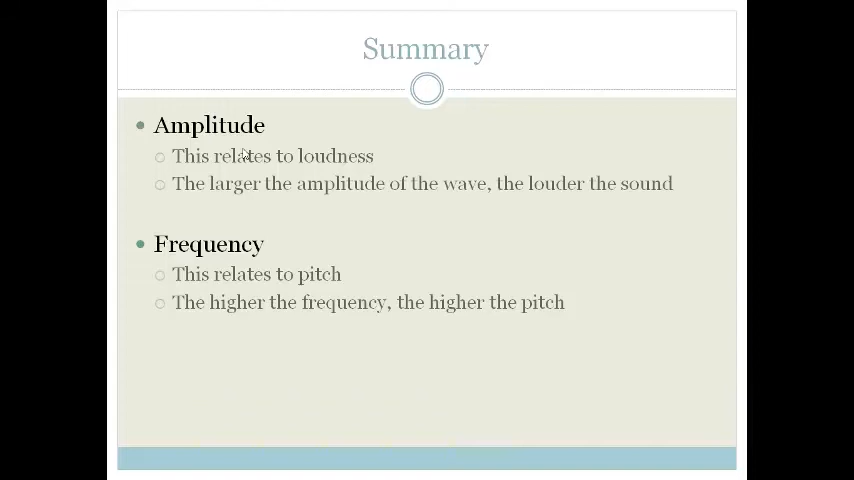 Summary
Amplitude
This relates to loudness
The larger the amplitude of the wave, the louder the sound
Frequency
This relates to pitch
The higher the frequency, the higher the pitch